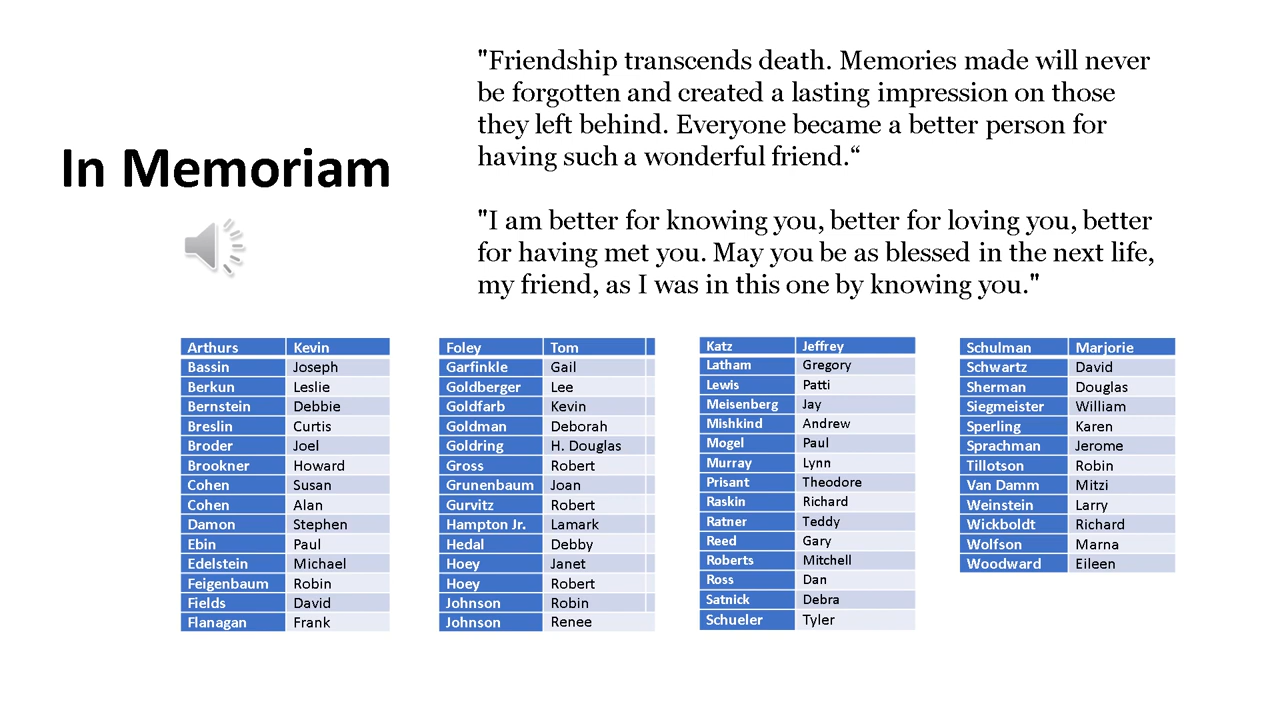 In Memoriam
"Friendship transcends death. Memories made will never
be forgotten and created a lasting impression on those
they left behind. Everyone became a better person for
having such a wonderful friend.“
"I am better for knowing you, better for loving you, better
for having met you. May you be as blessed in the next life,
my friend, as I was in this one by knowing you."
Arthurs Kevin
Bassin Joseph
Berkun Leslie
Bernstein Debbie
Breslin Curtis
Broder Joel
Brookner Howard
Cohen Susan
Cohen Alan
Damon Stephen
Ebin Paul
Edelstein Michael
Feigenbaum Robin
Fields David
Flanagan Frank
Foley Tom
Garfinkle Gail
Goldberger Lee
Goldfarb Kevin
Goldman Deborah
Goldring H. Douglas
Gross Robert
Grunenbaum Joan
Gurvitz Robert
Hampton Jr. Lamark
Hedal Debby
Hoey Janet
Hoey Robert
Johnson Robin
Johnson Renee
Katz Jeffrey
Latham Gregory
Lewis Patti
Meisenberg Jay
Mishkind Andrew
Mogel Paul
Murray Lynn
Prisant Theodore
Raskin Richard
Ratner Teddy
Reed Gary
Roberts Mitchell
Ross Dan
Satnick Debra
Schueler Tyler
Schulman Marjorie
Schwartz David
Sherman Douglas
Siegmeister William
Sperling Karen
Sprachman Jerome
Tillotson Robin
Van Damm Mitzi
Weinstein Larry
Wickboldt Richard
Wolfson Marna
Woodward Eileen